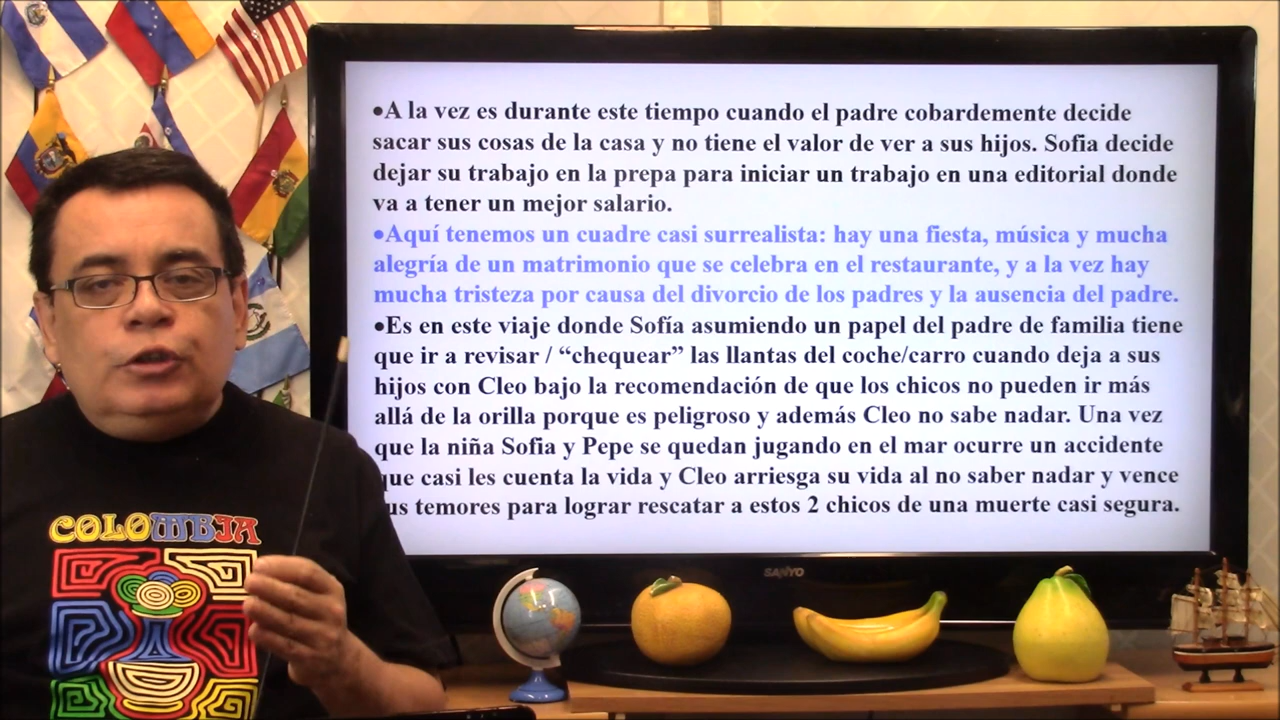 •A la vez es durante este tiempo cuando el padre cobardemente decide
sacar sus cosas de la casa y no tiene el valor de ver a sus hijos. Sofia decide
dejar su trabajo en la prepa para iniciar un trabajo en una editorial donde
va a tener un mejor salario.
•Aquí tenemos un cuadre casi surrealista: hay una fiesta, música y mucha
alegría de un matrimonio que se celebra en el restaurante, y a la vez hay
mucha tristeza por causa del divorcio de los padres y la ausencia del padre.
•Es en este viaje donde Sofía asumiendo un papel del padre de familia tiene
que ir a revisar / “chequear” las llantas del coche/carro cuando deja a sus
hijos con Cleo bajo la recomendación de que los chicos no pueden ir más
allá de la orilla porque es peligroso y además Cleo no sabe nadar. Una vez
que la niña Sofia y Pepe se quedan jugando en el mar ocurre un accidente
que casi les cuenta la vida y Cleo arriesga su vida al no saber nadar y vence
us temores para lograr rescatar a estos 2 chicos de una muerte casi segura.
SANYO
COLOMBIA